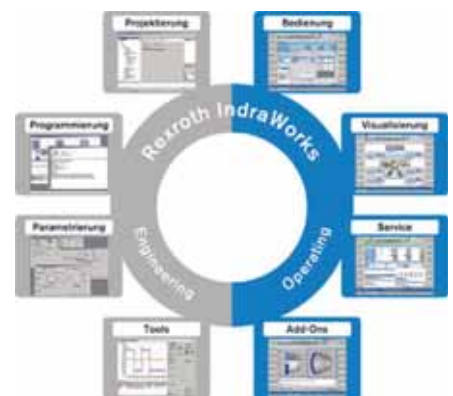 Projektierung
Bedienung
Programmierung
Rexroth IndraWorks
Visualisierung
Parametrierung
Engineering
Operating
Service
Tools
Add-Ons